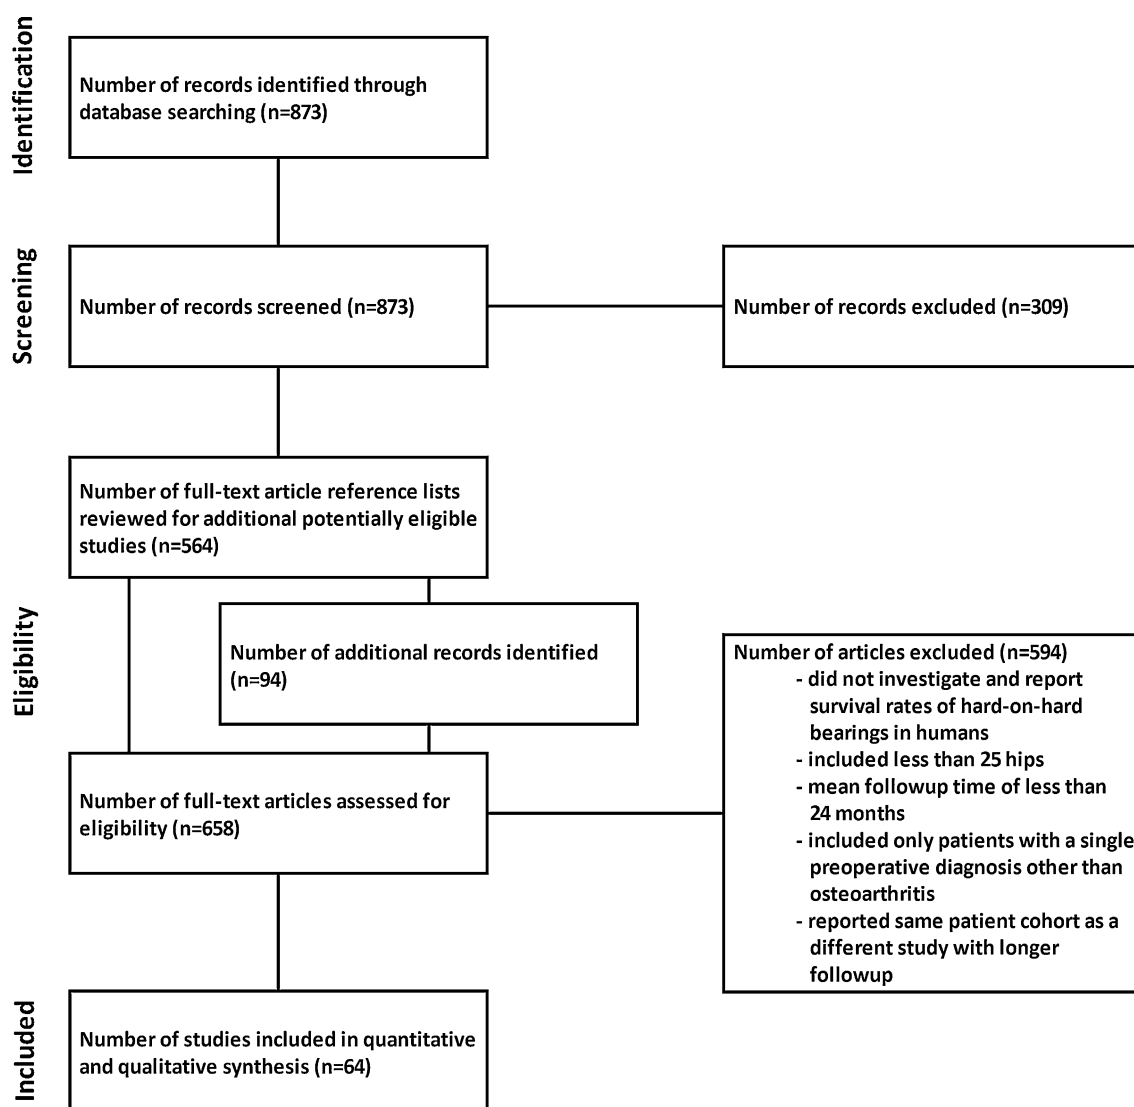 Identification
Number of records identified through
database searching (n=873)
Screening
Number of records screened (n=873)
Number of records excluded (n=309)
Eligibility
Number of full-text article reference lists
reviewed for additional potentially eligible
studies (n=564)
Number of additional records identified
(n=94)
Number of full-text articles assessed for
eligibility (n=658)
Number of articles excluded (n=594)
- did not investigate and report
survival rates of hard-on-hard
bearings in humans
- included less than 25 hips
- mean followup time of less than
24 months
- included only patients with a single
preoperative diagnosis other than
osteoarthritis
- reported same patient cohort as a
different study with longer
followup
Included
Number of studies included in quantitative
and qualitative synthesis (n=64)